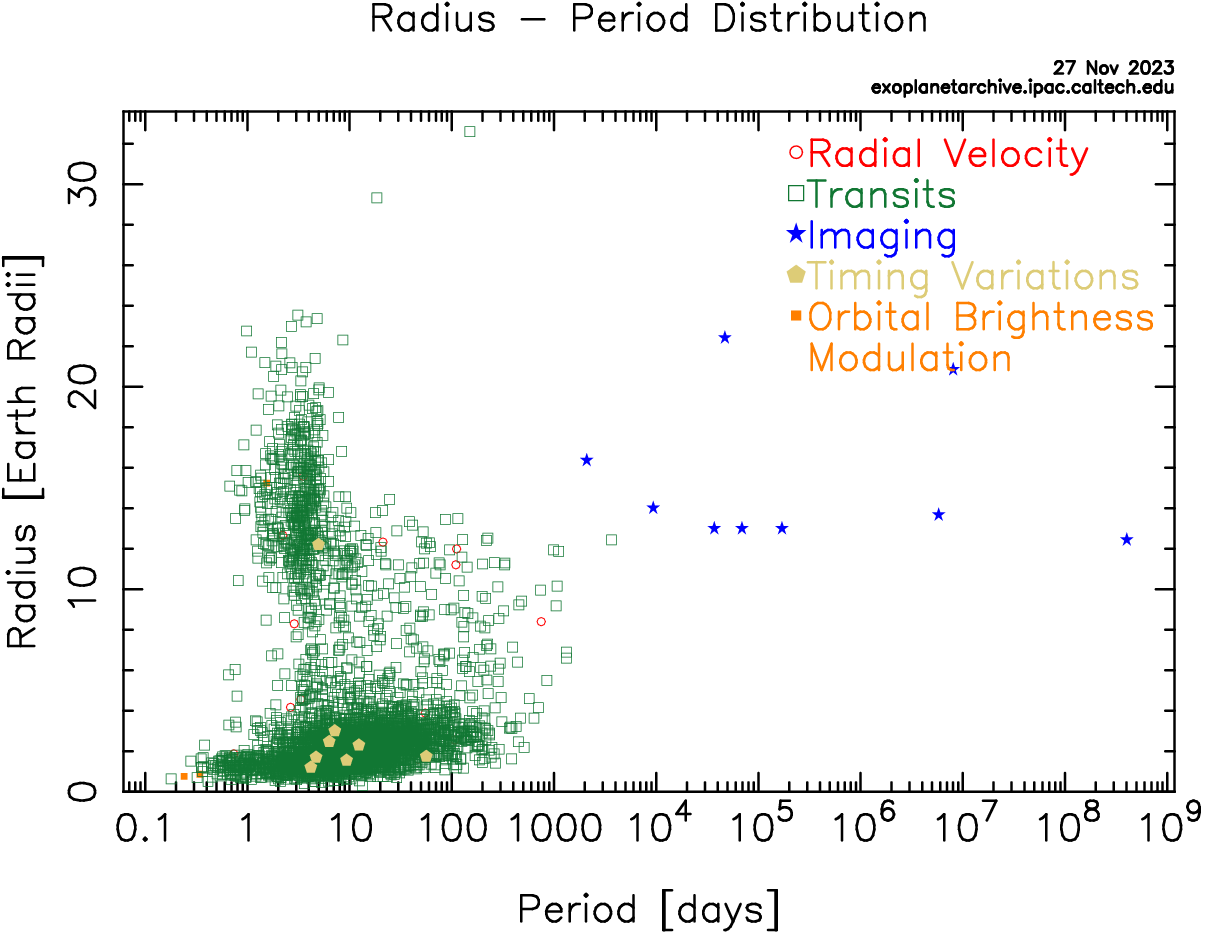 Radius − Period Distribution
27 Nov 2023
exoplanetarchive.ipac.caltech.edu
Radial Velocity
Transits
Imaging
Timing Variations
Orbital Brightness
Modulation
Radius [Earth Radii]
30
20
10
0
0.1 1 10 100 1000 10⁴ 10⁵ 10⁶ 10⁷ 10⁸ 10⁹
Period [days]